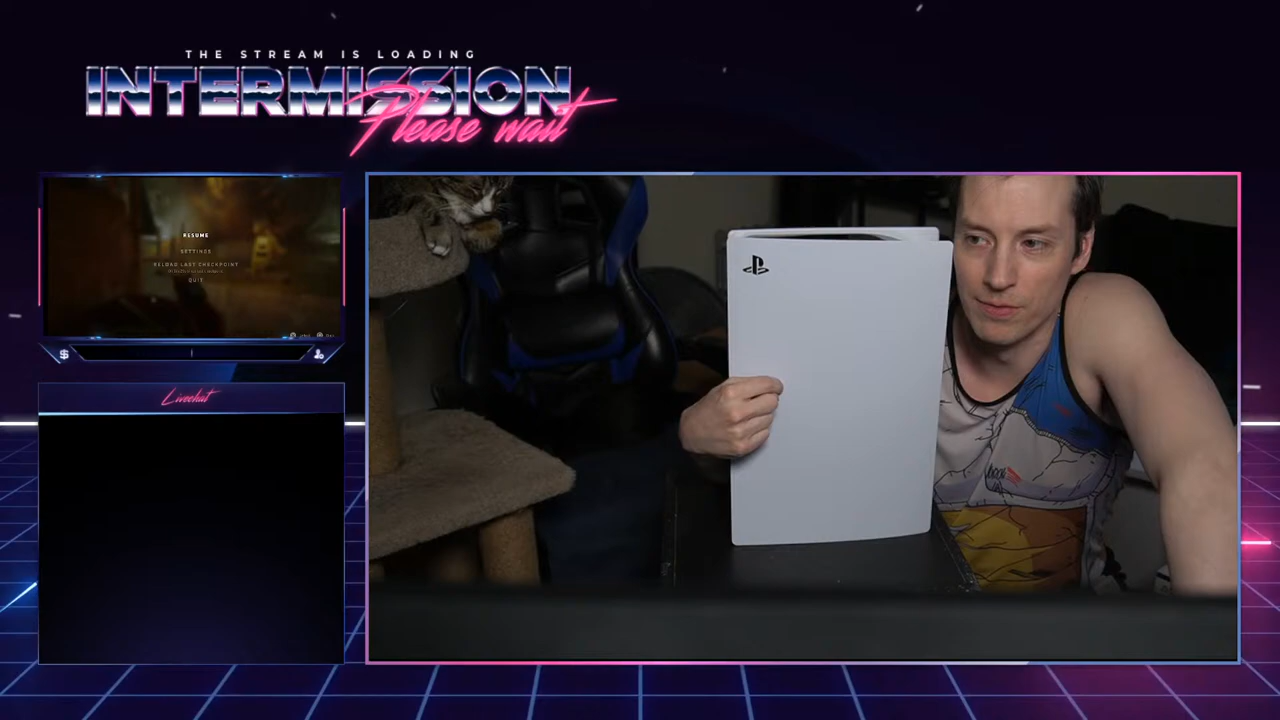 THE STREAM IS LOADING
INTERMISSION
Please wait
RESUME
SETTINGS
RELOAD LAST CHECKPOINT
QUIT
$
Livechat